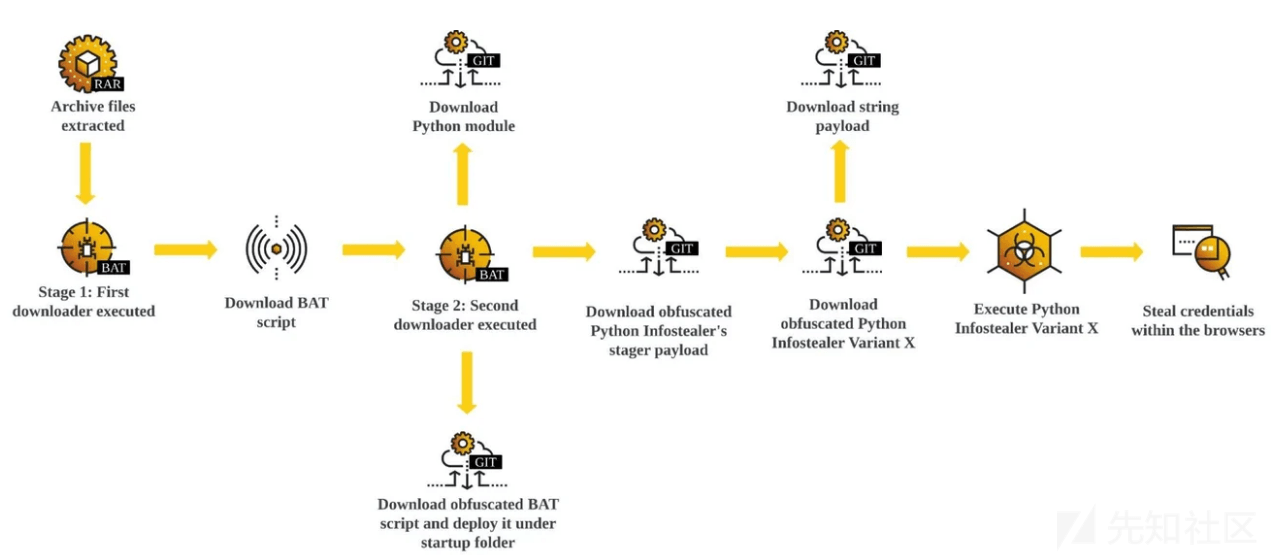 RAR
Archive files
extracted
GIT
Download
Python module
GIT
Download string
payload
BAT
Stage 1: First
downloader executed
Download BAT
script
BAT
Stage 2: Second
downloader executed
GIT
Download obfuscated
Python Infostealer's
stager payload
GIT
Download
obfuscated Python
Infostealer Variant X
Execute Python
Infostealer Variant X
Steal credentials
within the browsers
GIT
Download obfuscated BAT
script and deploy it under
startup folder
先知社区